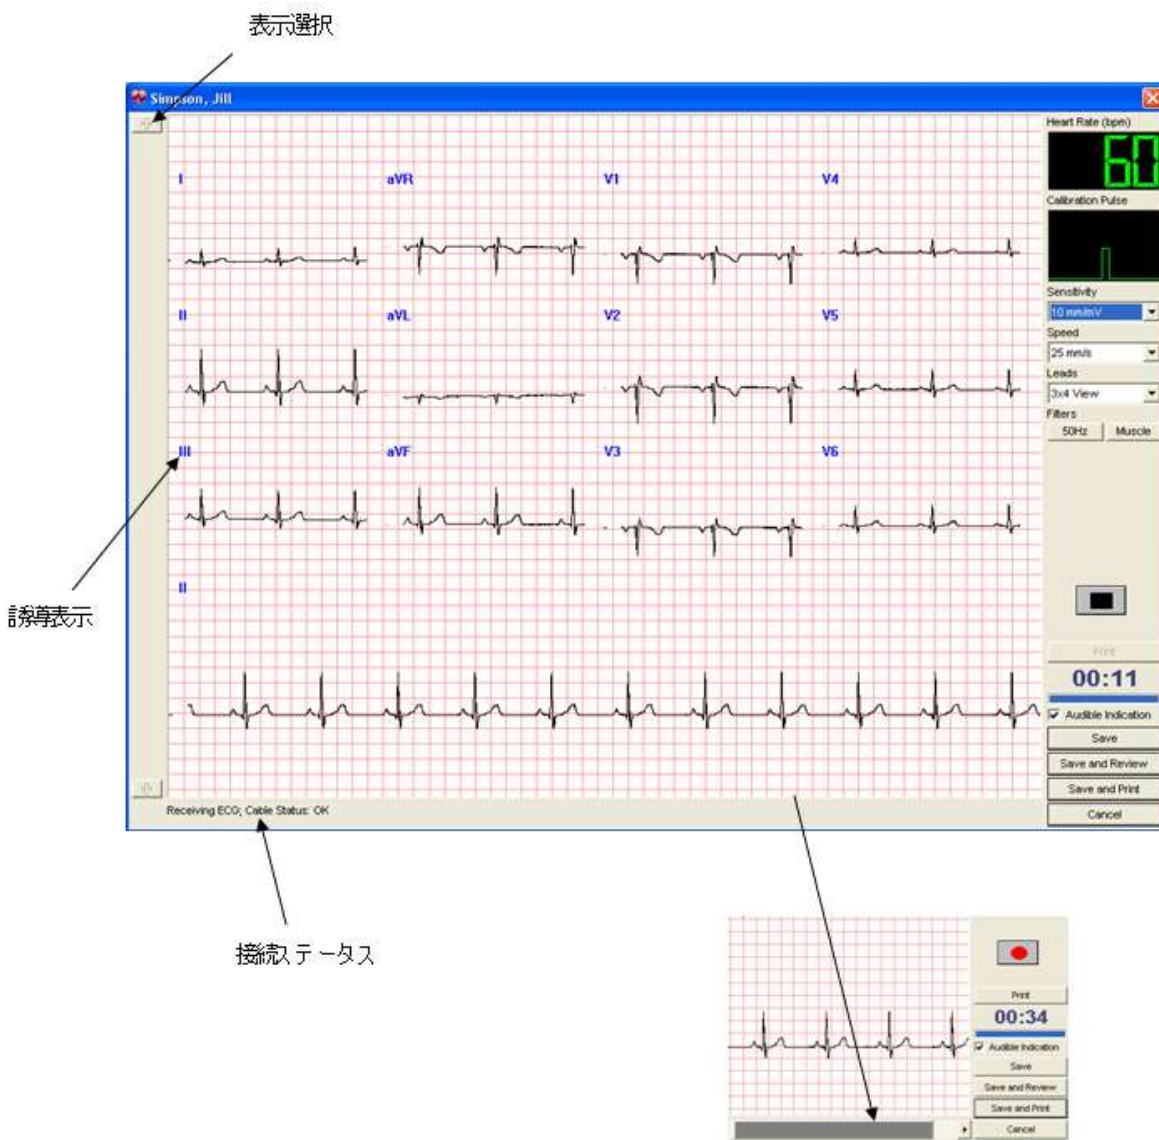 表示選択
Simpson, Jill
Heart Rate (bpm)
60
Calibration Pulse
I aVR V1 V4
Sensitivity
10 mm/mV
II aVL V2 V5
Speed
25 mm/s
Leads
3x4 View
Filters
50Hz Muscle
III aVF V3 V6
誘導表示
II
Print
00:11
Audible Indication
Save
Save and Review
Save and Print
Cancel
Receiving ECG; Cable Status: OK
接続ステータス
Print
00:34
Audible Indication
Save
Save and Review
Save and Print
Cancel